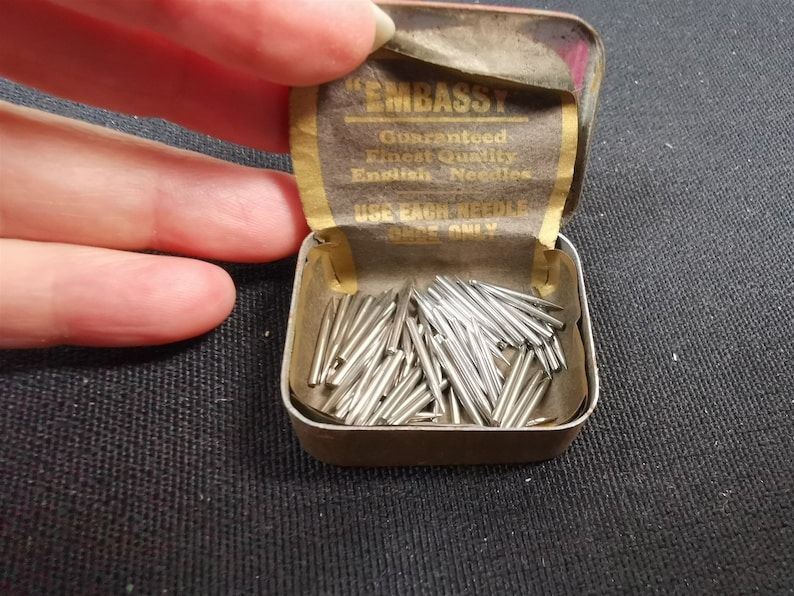 "EMBASSY
Guaranteed
Finest Quality
English Needles
USE EACH NEEDLE
ONCE ONLY